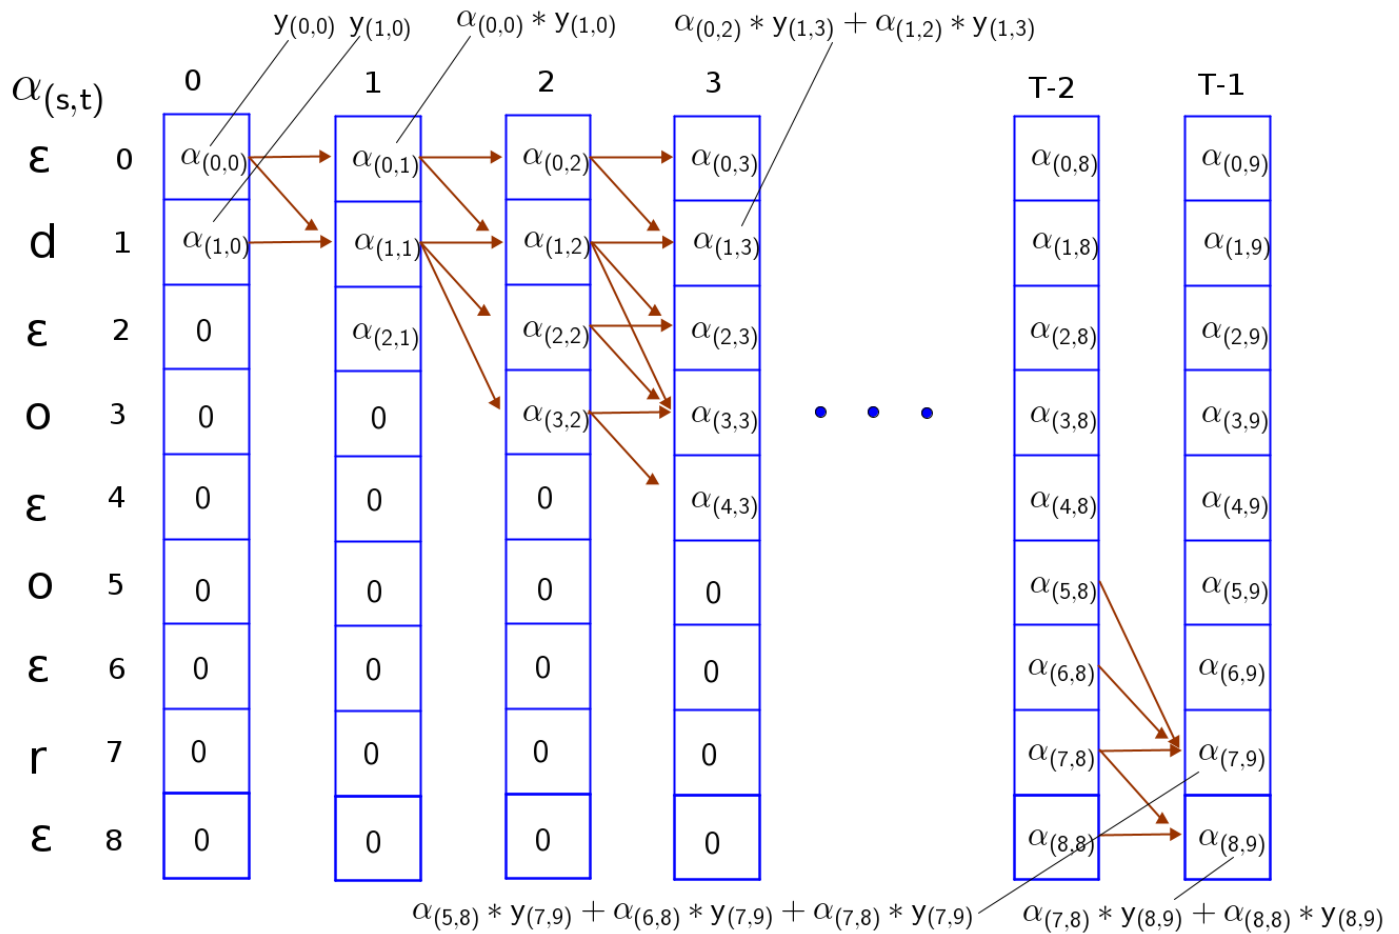 y(0,0) y(1,0) α(0,0) * y(1,0) α(0,2) * y(1,3) + α(1,2) * y(1,3)
α(s,t) 0 1 2 3 T-2 T-1
ε 0 α(0,0) α(0,1) α(0,2) α(0,3) α(0,8) α(0,9)
d 1 α(1,0) α(1,1) α(1,2) α(1,3) α(1,8) α(1,9)
ε 2 0 α(2,1) α(2,2) α(2,3) α(2,8) α(2,9)
o 3 0 0 α(3,2) α(3,3) α(3,8) α(3,9)
ε 4 0 0 0 α(4,3) α(4,8) α(4,9)
o 5 0 0 0 0 α(5,8) α(5,9)
ε 6 0 0 0 0 α(6,8) α(6,9)
r 7 0 0 0 0 α(7,8) α(7,9)
ε 8 0 0 0 0 α(8,8) α(8,9)
α(5,8) * y(7,9) + α(6,8) * y(7,9) + α(7,8) * y(7,9) α(7,8) * y(8,9) + α(8,8) * y(8,9)